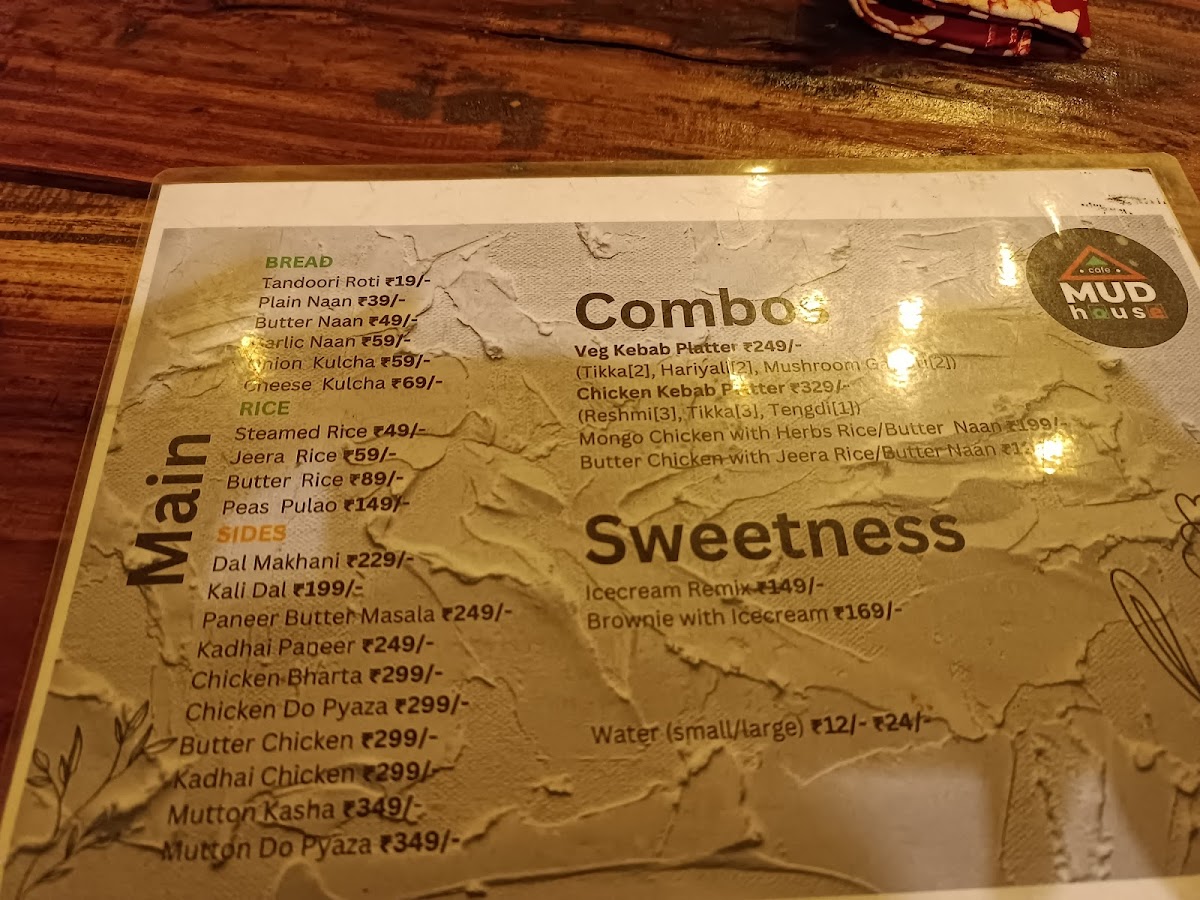 BREAD
Tandoori Roti ₹19/-
Plain Naan ₹39/-
Butter Naan ₹49/-
Garlic Naan ₹59/-
Onion Kulcha ₹59/-
Cheese Kulcha ₹69/-
RICE
Steamed Rice ₹49/-
Jeera Rice ₹59/-
Butter Rice ₹89/-
Peas Pulao ₹149/-
Main
SIDES
Dal Makhani ₹229/-
Kali Dal ₹199/-
Paneer Butter Masala ₹249/-
Kadhai Paneer ₹249/-
Chicken Bharta ₹299/-
Chicken Do Pyaza ₹299/-
Butter Chicken ₹299/-
Kadhai Chicken ₹299/-
Mutton Kasha ₹349/-
Mutton Do Pyaza ₹349/-
Combos
Veg Kebab Platter ₹249/-
(Tikka[2], Hariyali[2], Mushroom
Chicken Kebab Platter ₹329/-
(Reshmi[3], Tikka[3], Tengdi[1])
Mongo Chicken with Herbs Rice/Butter Naan ₹199/-
Butter Chicken with Jeera Rice/Butter Naan
Sweetness
Icecream Remix ₹149/-
Brownie with Icecream ₹169/-
Water (small/large) ₹12/- ₹24/-
cafe
MUD
house